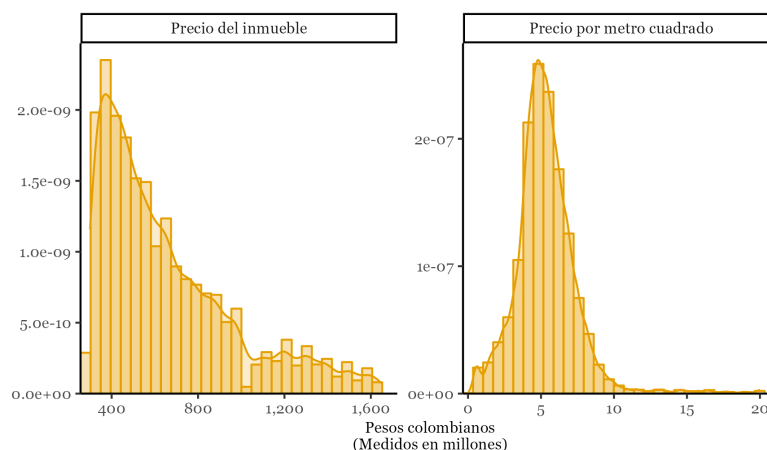 Precio del inmueble
Precio por metro cuadrado
2.0e-09
1.5e-09
1.0e-09
5.0e-10
0.0e+00
400
800
1,200
1,600
2e-07
1e-07
0e+00
0
5
10
15
20
Pesos colombianos
(Medidos en millones)